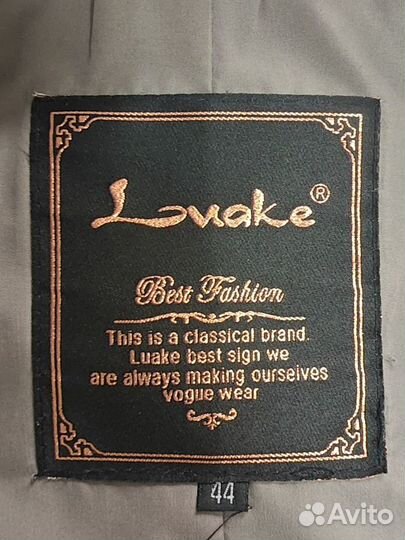 Luake®
Best Fashion
This is a classical brand.
Luake best sign we
are always making ourseives
vogue wear
44
Avito